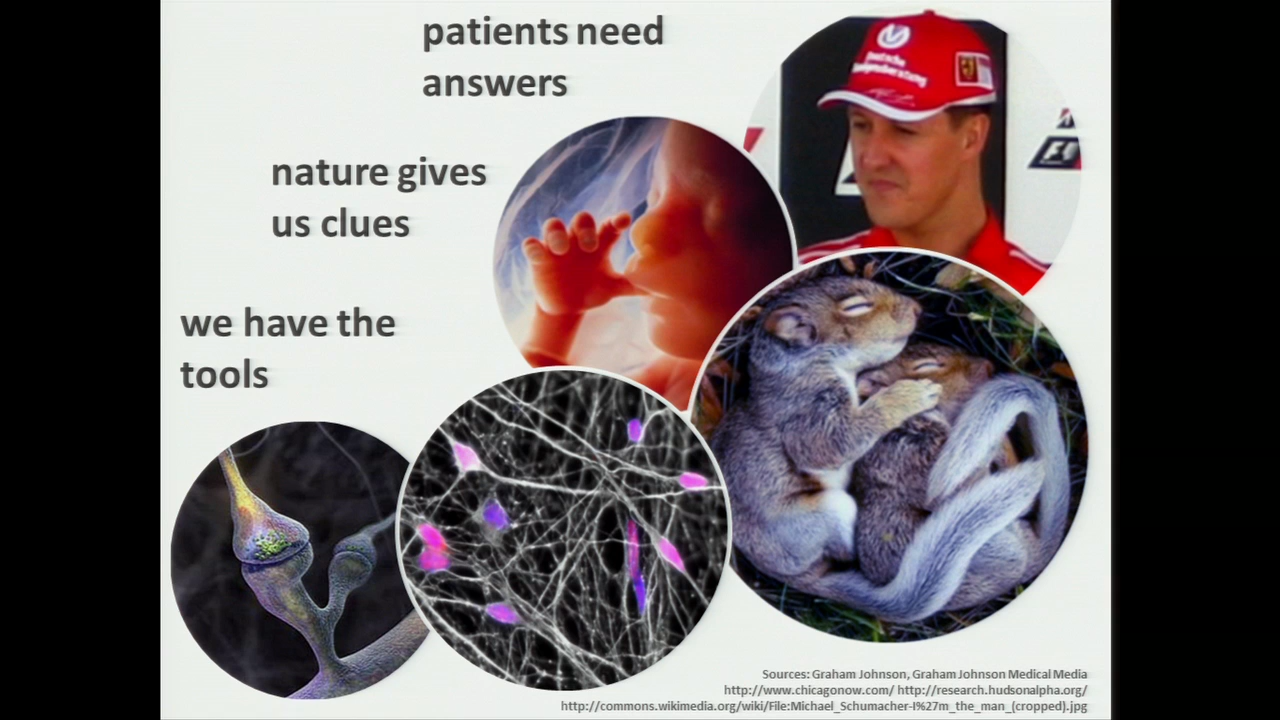 patients need
answers
nature gives
us clues
we have the
tools
F1
Sources: Graham Johnson, Graham Johnson Medical Media
http://www.chicagonow.com/ http://research.hudsonalpha.org/
http://commons.wikimedia.org/wiki/File:Michael_Schumacher-I%27m_the_man_(cropped).jpg